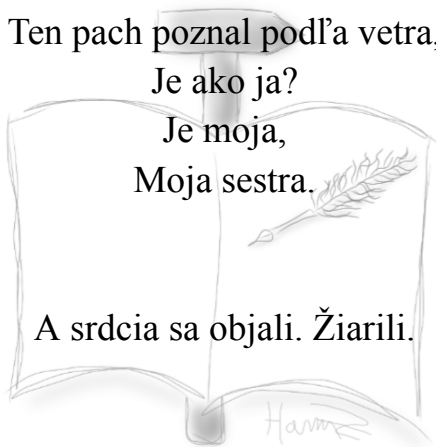 Ten pach poznal podľa vetra,
Je ako ja?
Je moja,
Moja sestra.
A srdcia sa objali. Žiarili.